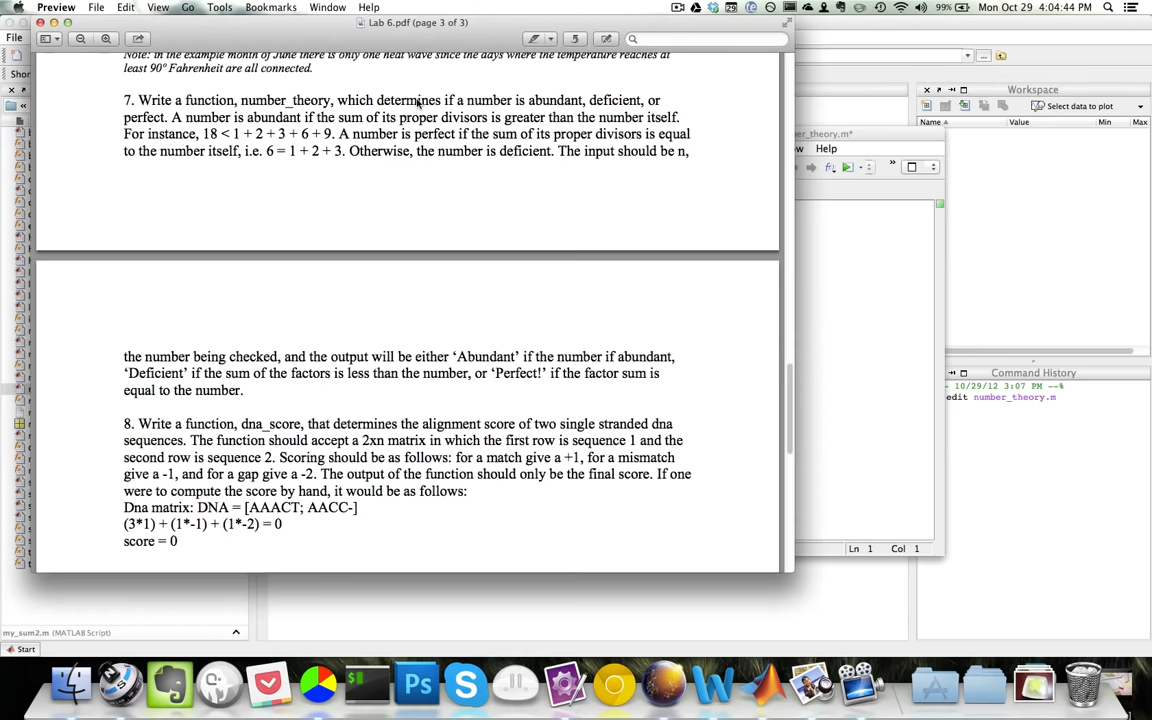 Preview File Edit View Go Tools Bookmarks Window Help
99% Mon Oct 29 4:04:44 PM
File
Lab 6.pdf (page 3 of 3)
Shor
Note: in the example month of June there is only one heat wave since the days where the temperature reaches at
least 90º Fahrenheit are all connected.
7. Write a function, number_theory, which determines if a number is abundant, deficient, or
perfect. A number is abundant if the sum of its proper divisors is greater than the number itself.
For instance, 18 < 1 + 2 + 3 + 6 + 9. A number is perfect if the sum of its proper divisors is equal
to the number itself, i.e. 6 = 1 + 2 + 3. Otherwise, the number is deficient. The input should be n,
the number being checked, and the output will be either ‘Abundant’ if the number if abundant,
‘Deficient’ if the sum of the factors is less than the number, or ‘Perfect!’ if the factor sum is
equal to the number.
8. Write a function, dna_score, that determines the alignment score of two single stranded dna
sequences. The function should accept a 2xn matrix in which the first row is sequence 1 and the
second row is sequence 2. Scoring should be as follows: for a match give a +1, for a mismatch
give a -1, and for a gap give a -2. The output of the function should only be the final score. If one
were to compute the score by hand, it would be as follows:
Dna matrix: DNA = [AAACT; AACC-]
(3*1) + (1*-1) + (1*-2) = 0
score = 0
ber_theory.m*
ow Help
Ln 1 Col 1
Workspace
Select data to plot
Name Value Min Max
Command History
- 10/29/12 3:07 PM --%
edit number_theory.m
my_sum2.m (MATLAB Script)
Start
Ps